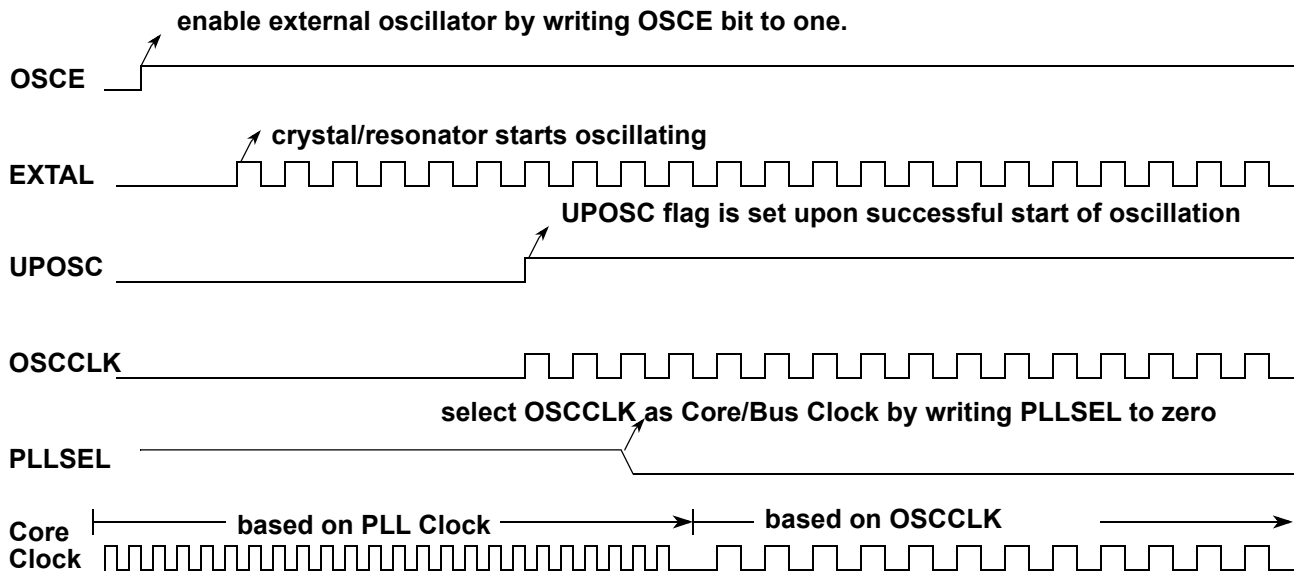 enable external oscillator by writing OSCE bit to one.
OSCE
crystal/resonator starts oscillating
EXTAL
UPOSC flag is set upon successful start of oscillation
UPOSC
OSCCLK
select OSCCLK as Core/Bus Clock by writing PLLSEL to zero
PLLSEL
based on PLL Clock
based on OSCCLK
Core
Clock